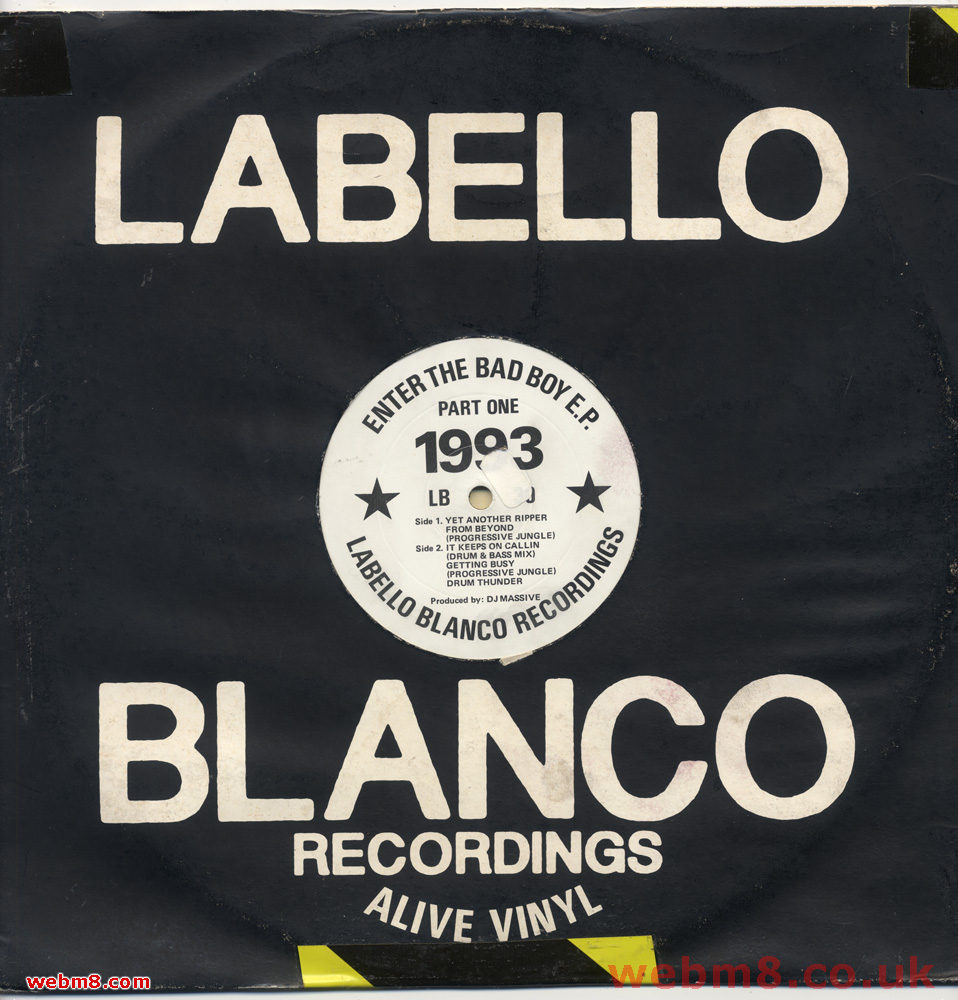 LABELLO
ENTER THE BAD BOY E.P.
PART ONE
1993
LB
Side 1. YET ANOTHER RIPPER
FROM BEYOND
(PROGRESSIVE JUNGLE)
Side 2. IT KEEPS ON CALLIN
(DRUM & BASS MIX)
GETTING BUSY
(PROGRESSIVE JUNGLE)
DRUM THUNDER
Produced by: DJ MASSIVE
LABELLO BLANCO RECORDINGS
BLANCO
RECORDINGS
ALIVE VINYL
webm8.com
webm8.co.uk